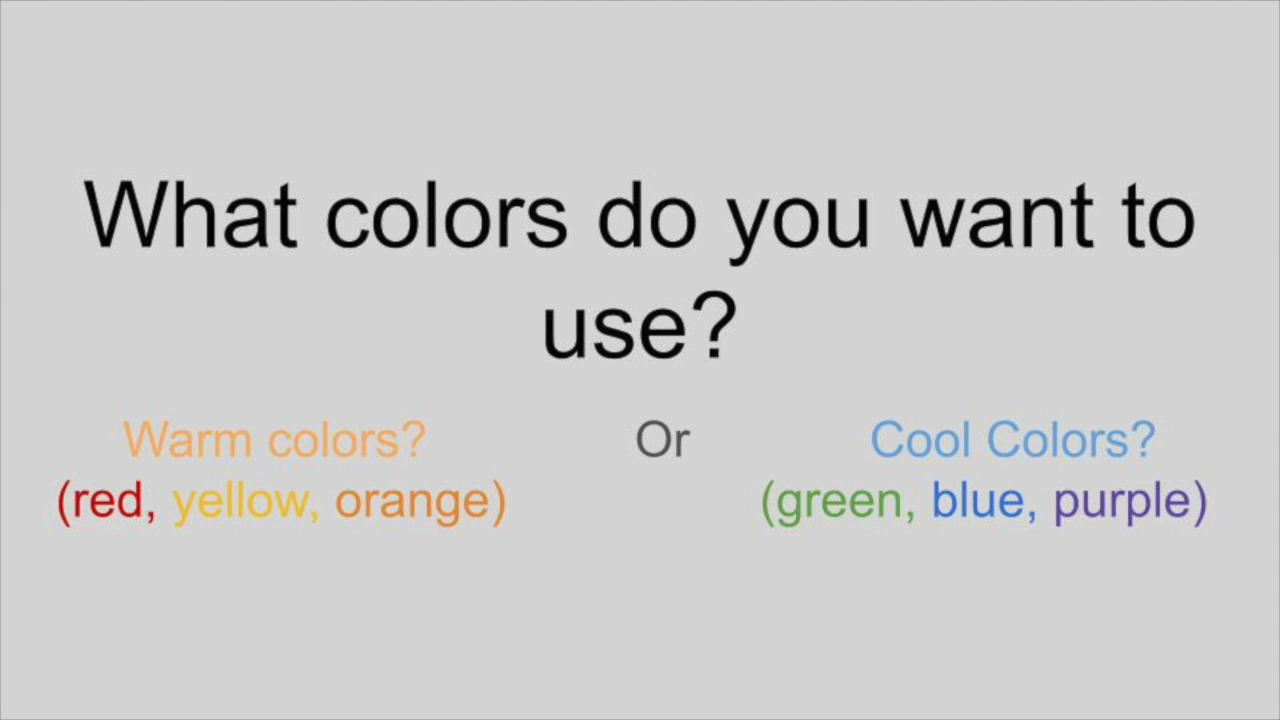 What colors do you want to
use?
Warm colors? Or Cool Colors?
(red, yellow, orange) (green, blue, purple)